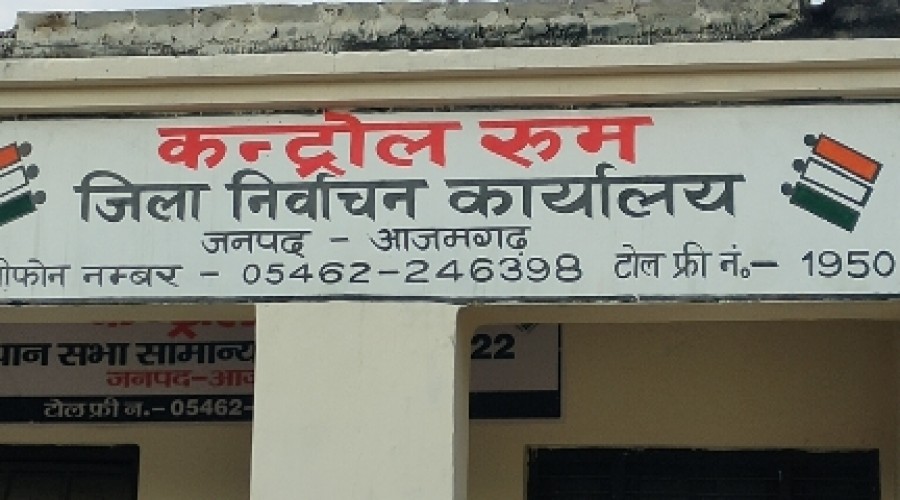 कन्ट्रोल रुम
जिला निर्वाचन कार्यालय
जनपद - आजमगढ़
नम्बर - 05462-246398 टोल फ्री नं.- 1950
सभा सामान्य 22
जनपद-
टोल फ्री न.- 05462-